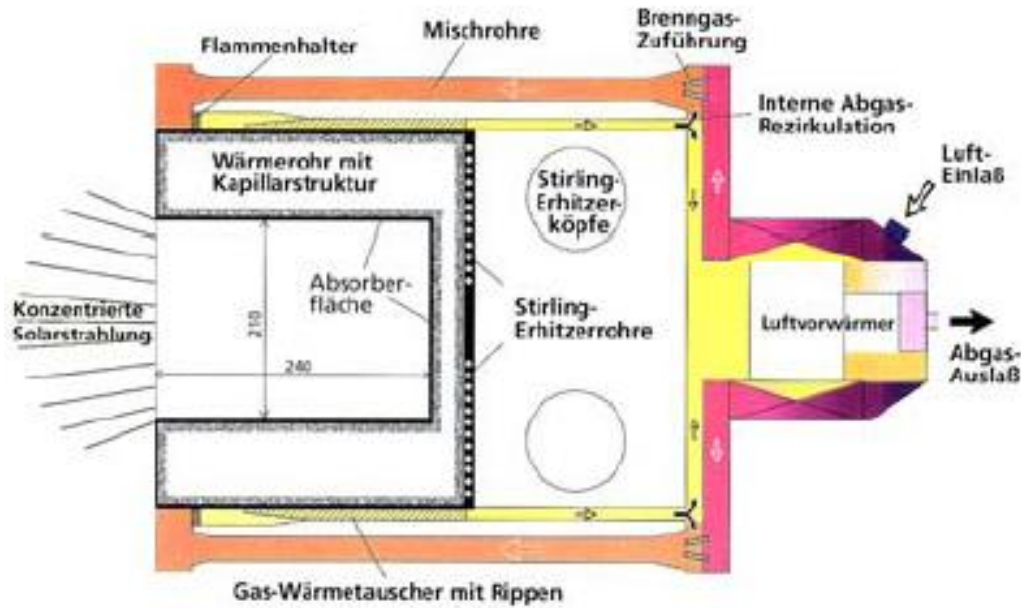 Flammenhalter
Mischrohre
Brenngas-
Zuführung
Interne Abgas-
Rezirkulation
Luft-
Einlaß
Wärmerohr mit
Kapillarstruktur
Stirling-
Erhitzer-
köpfe
Absorber-
fläche
Konzentrierte
Solarstrahlung
210
240
Stirling-
Erhitzerrohre
Luftvorwärmer
Abgas-
Auslaß
Gas-Wärmetauscher mit Rippen